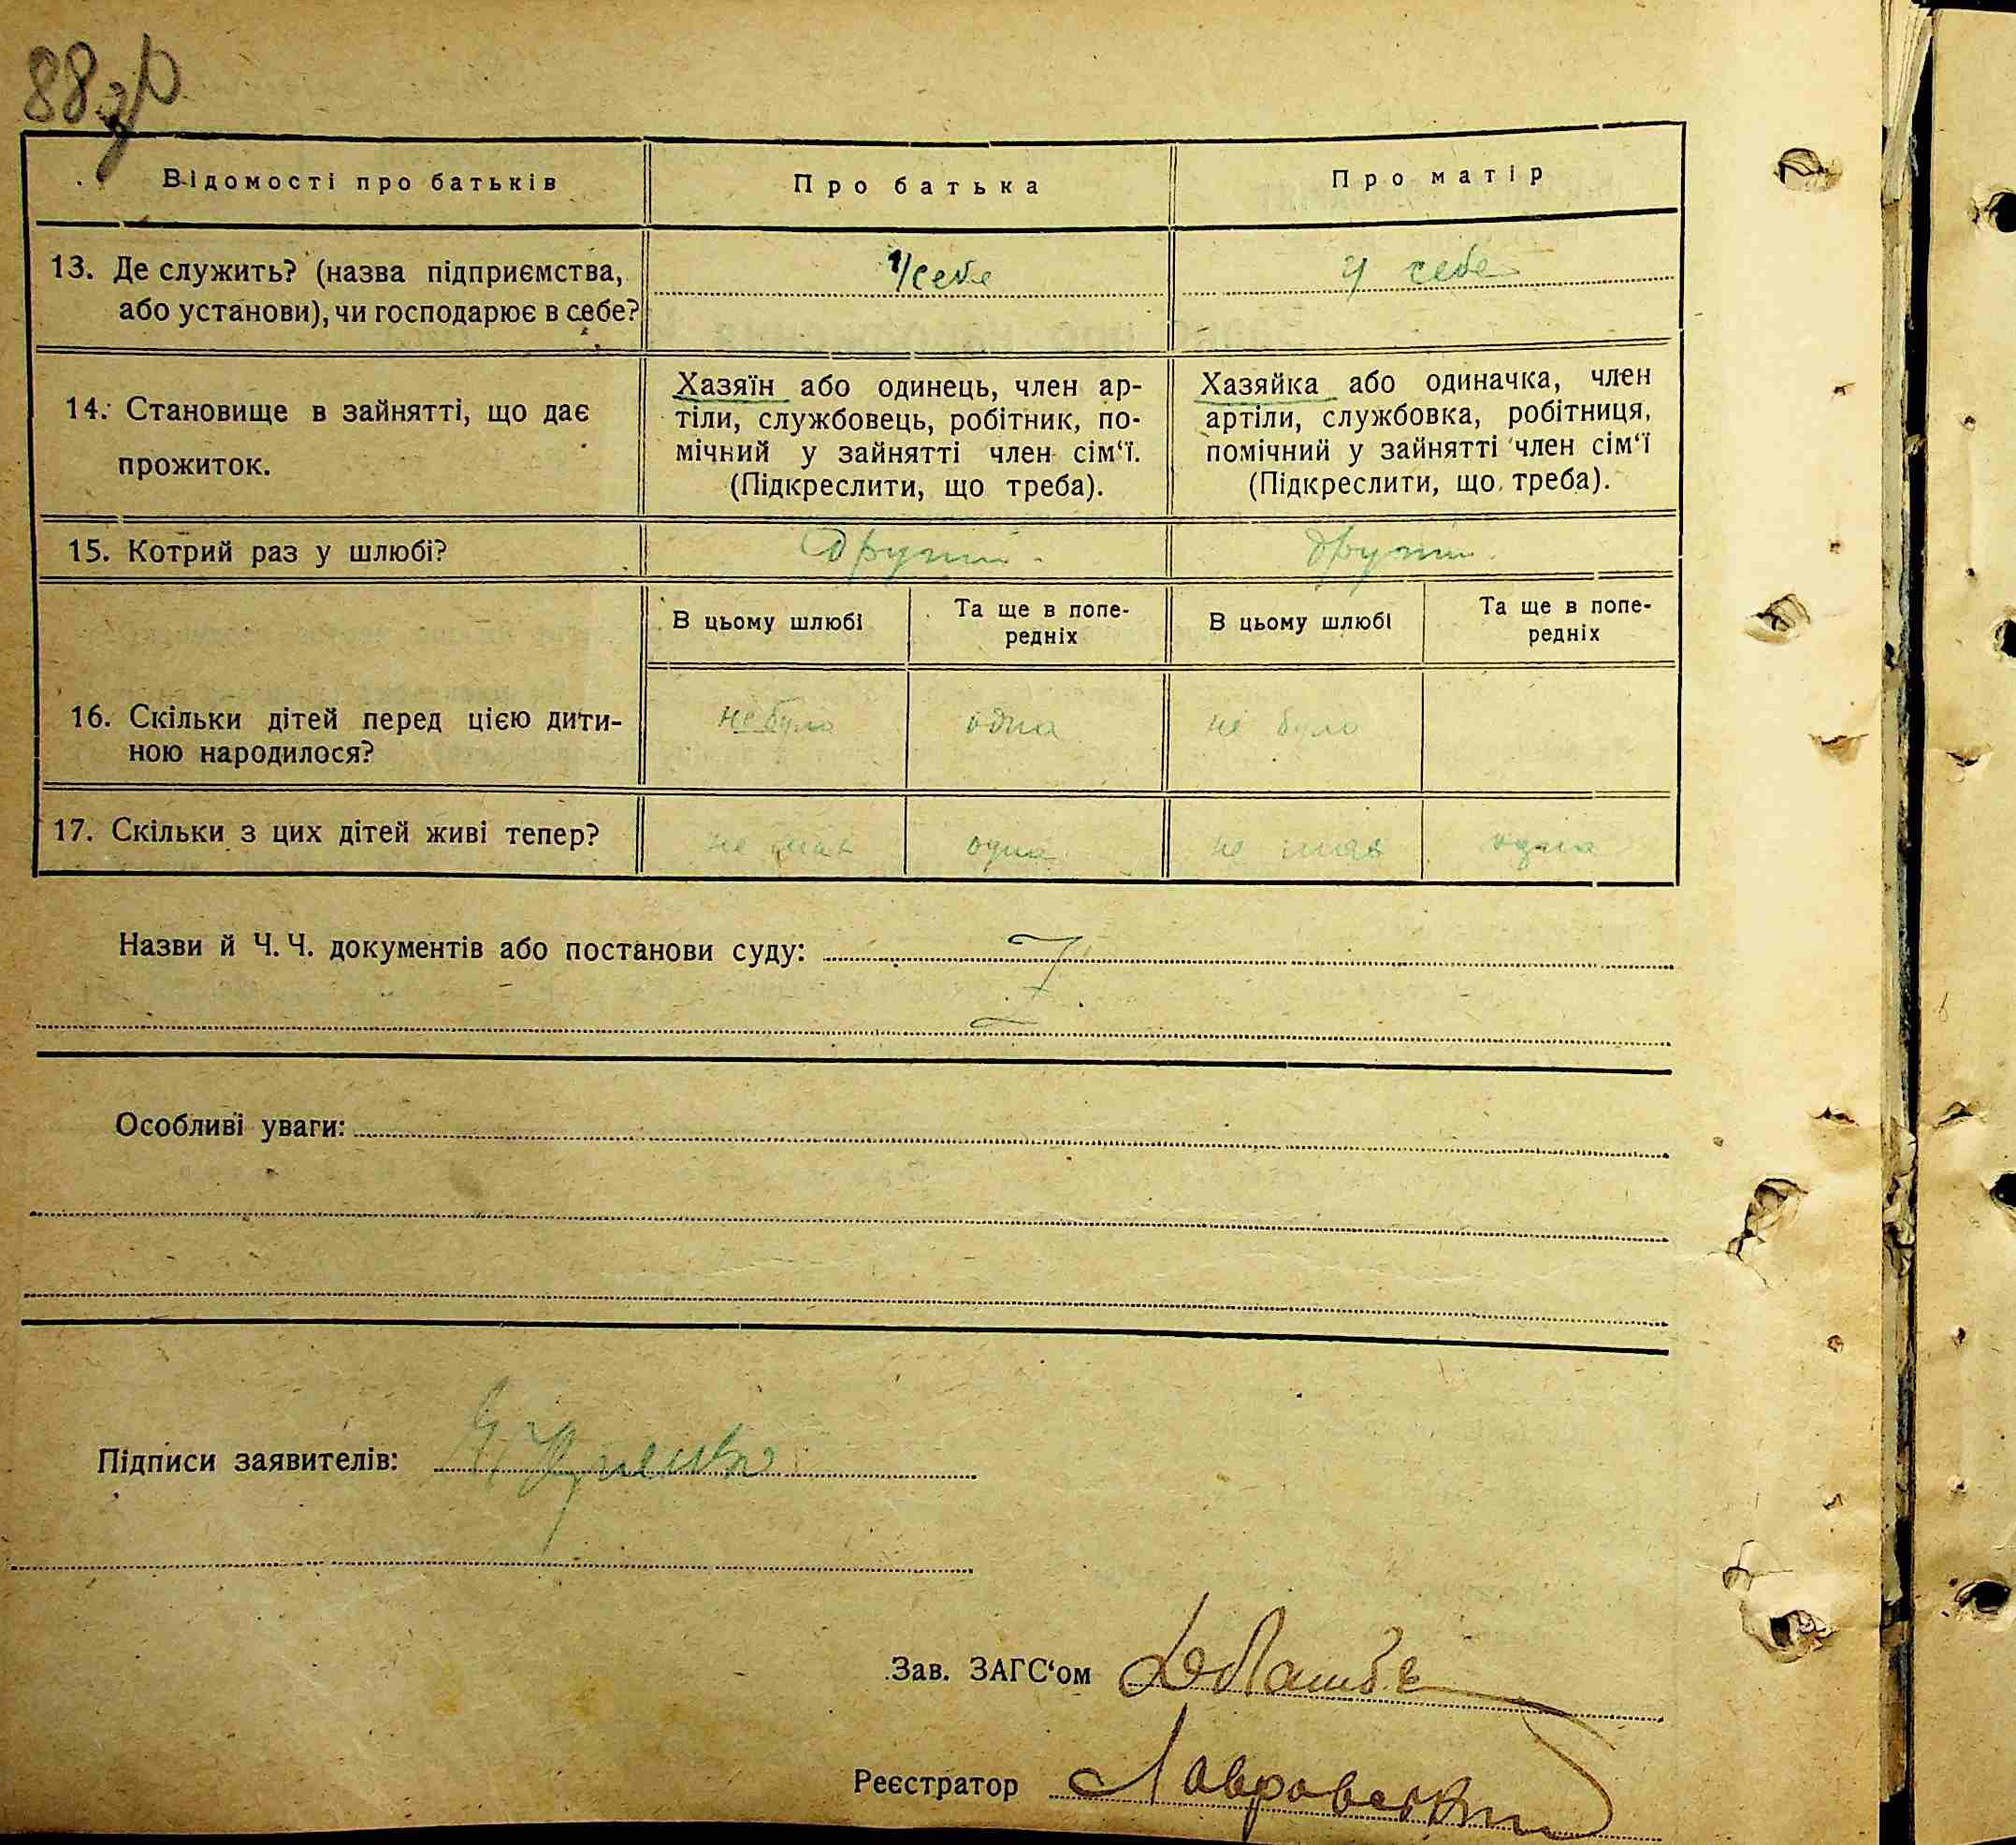 88 зр
Відомості про батьків
Про батька
Про матір
13. Де служить? (назва підприємства,
або установи), чи господарює в себе?
у себе
у себе
14. Становище в зайнятті, що дає
прожиток.
Хазяїн або одинець, член ар-
тіли, службовець, робітник, по-
мічний у зайнятті член сім‘ї.
(Підкреслити, що треба).
Хазяйка або одиначка, член
артіли, службовка, робітниця,
помічний у зайнятті член сім‘ї
(Підкреслити, що треба).
15. Котрий раз у шлюбі?
другий
другий
В цьому шлюбі
Та ще в попе-
редніх
В цьому шлюбі
Та ще в попе-
редніх
16. Скільки дітей перед цією дити-
ною народилося?
не було
одна
не було
17. Скільки з цих дітей живі тепер?
не має
одна
не має
одна
Назви й Ч. Ч. документів або постанови суду:
Особливі уваги:
Підписи заявителів:
Зав. ЗАГС‘ом
Реєстратор Лавровский